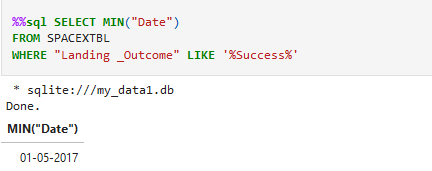 %%sql SELECT MIN("Date")
FROM SPACEXTBL
WHERE "Landing _Outcome" LIKE '%Success%'
* sqlite:///my_data1.db
Done.
MIN("Date")
01-05-2017